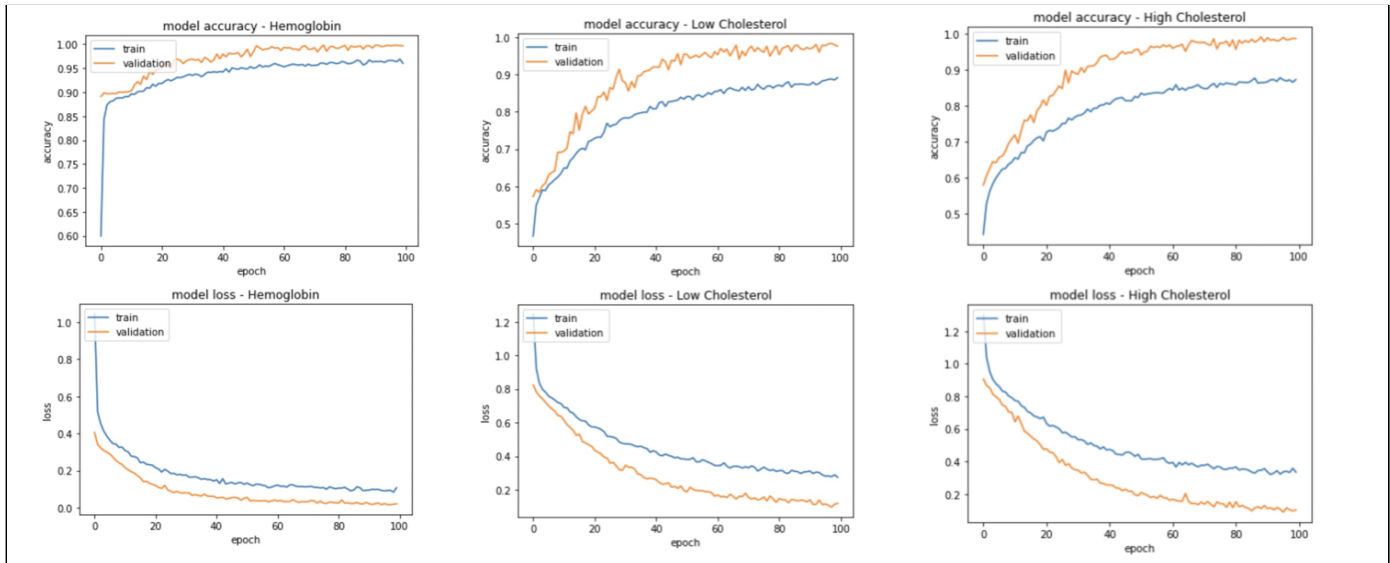 model accuracy - Hemoglobin
train
validation
1.00
0.95
0.90
0.85
0.80
0.75
0.70
0.65
0.60
accuracy
0 20 40 60 80 100
epoch
model accuracy - Low Cholesterol
train
validation
1.0
0.9
0.8
0.7
0.6
0.5
accuracy
0 20 40 60 80 100
epoch
model accuracy - High Cholesterol
train
validation
1.0
0.9
0.8
0.7
0.6
0.5
accuracy
0 20 40 60 80 100
epoch
model loss - Hemoglobin
train
validation
1.0
0.8
0.6
0.4
0.2
0.0
loss
0 20 40 60 80 100
epoch
model loss - Low Cholesterol
train
validation
1.2
1.0
0.8
0.6
0.4
0.2
loss
0 20 40 60 80 100
epoch
model loss - High Cholesterol
train
validation
1.2
1.0
0.8
0.6
0.4
0.2
loss
0 20 40 60 80 100
epoch